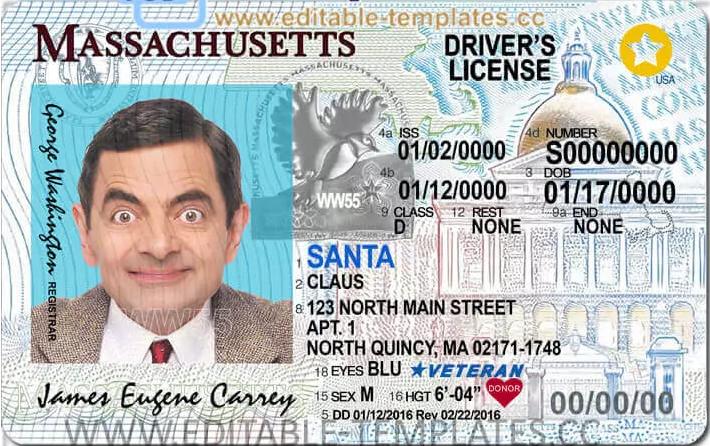 www.editable-templates.cc
MASSACHUSETTS
DRIVER'S
LICENSE
USA
George Washington REGISTRAR
MASSACHUSETTS
4a ISS
01/02/0000
4d NUMBER
S00000000
4b
01/12/0000
3 DOB
01/17/0000
9 CLASS
D
12 REST
NONE
9a END
NONE
WW55
1 SANTA
2 CLAUS
8 123 NORTH MAIN STREET
APT. 1
NORTH QUINCY, MA 02171-1748
18 EYES BLU ★VETERAN
15 SEX M 16 HGT 6'-04"
DONOR
5 DD 01/12/2016 Rev 02/22/2016
00/00/00
WW55
James Eugene Carrey
WWW.EDITABLE-TEMPLATES.CC